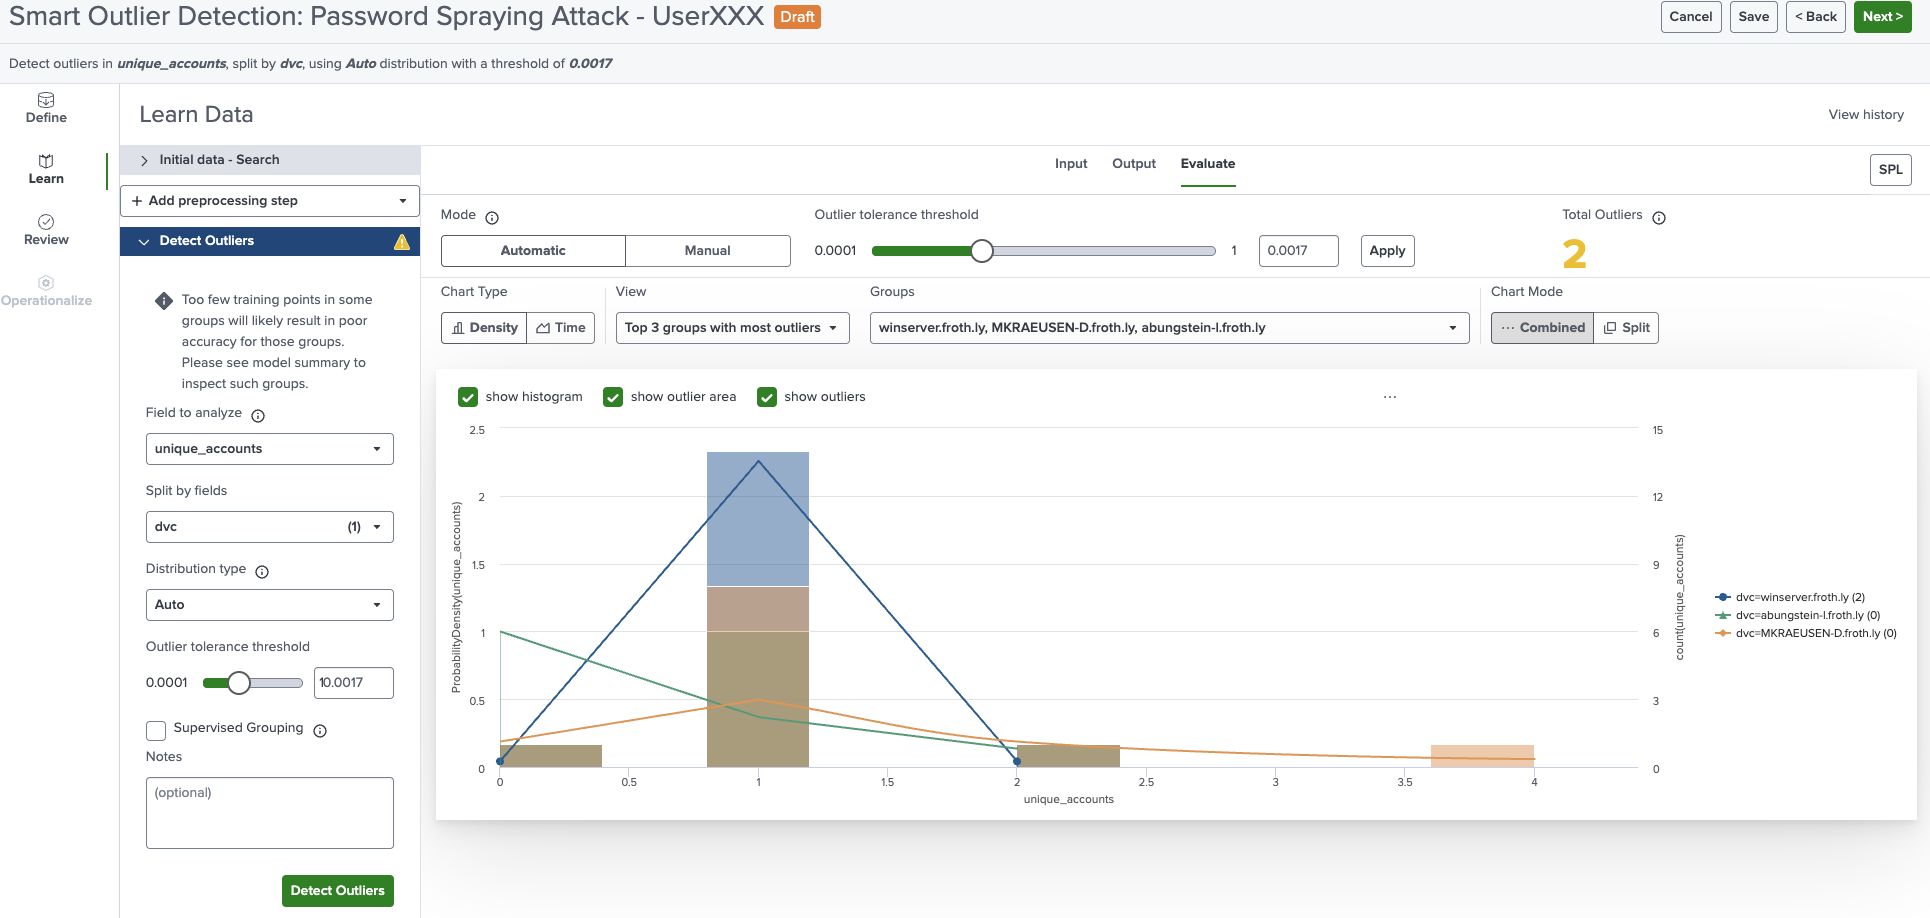 Smart Outlier Detection: Password Spraying Attack - UserXXX Draft
Cancel Save < Back Next >
Detect outliers in unique_accounts, split by dvc, using Auto distribution with a threshold of 0.0017
Define
Learn
Review
Operationalize
Learn Data
View history
Initial data - Search
+ Add preprocessing step
Detect Outliers
Too few training points in some
groups will likely result in poor
accuracy for those groups.
Please see model summary to
inspect such groups.
Field to analyze
unique_accounts
Split by fields
dvc (1)
Distribution type
Auto
Outlier tolerance threshold
0.0001 10.0017
Supervised Grouping
Notes
(optional)
Detect Outliers
Input Output Evaluate
SPL
Mode
Automatic Manual
Outlier tolerance threshold
0.0001 1 0.0017 Apply
Total Outliers
2
Chart Type
Density Time
View
Top 3 groups with most outliers
Groups
winserver.froth.ly, MKRAEUSEN-D.froth.ly, abungstein-l.froth.ly
Chart Mode
Combined Split
show histogram show outlier area show outliers
...
ProbabilityDensity(unique_accounts)
2.5
2
1.5
1
0.5
0
0 0.5 1 1.5 2 2.5 3 3.5 4
unique_accounts
15
12
9
6
3
0
count(unique_accounts)
dvc=winserver.froth.ly (2)
dvc=abungstein-l.froth.ly (0)
dvc=MKRAEUSEN-D.froth.ly (0)